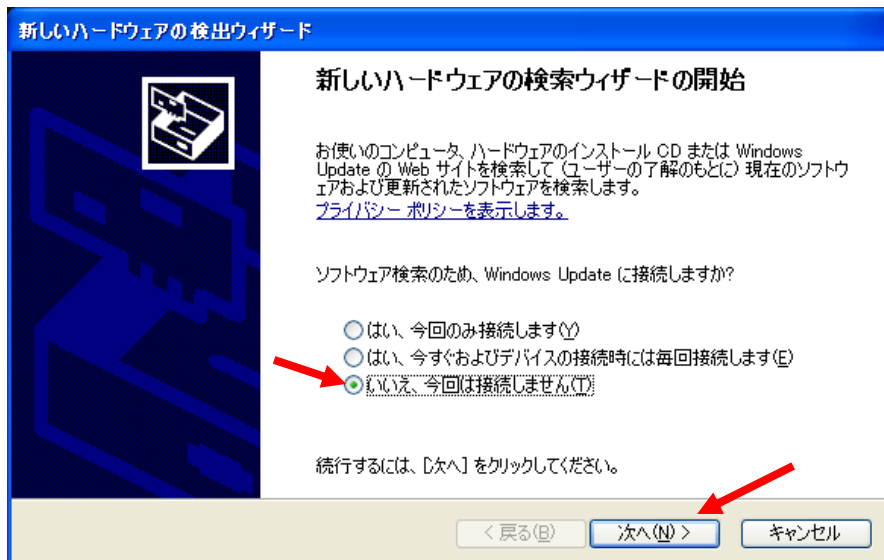 新しいハードウェアの検出ウィザード
新しいハードウェアの検索ウィザードの開始
お使いのコンピュータ、ハードウェアのインストール CD または Windows
Update の Web サイトを検索して (ユーザーの了解のもとに) 現在のソフトウ
ェアおよび更新されたソフトウェアを検索します。
プライバシー ポリシーを表示します。
ソフトウェア検索のため、Windows Update に接続しますか?
はい、今回のみ接続します(Y)
はい、今すぐおよびデバイスの接続時には毎回接続します(E)
いいえ、今回は接続しません(T)
続行するには、[次へ] をクリックしてください。
< 戻る(B) 次へ(N) > キャンセル